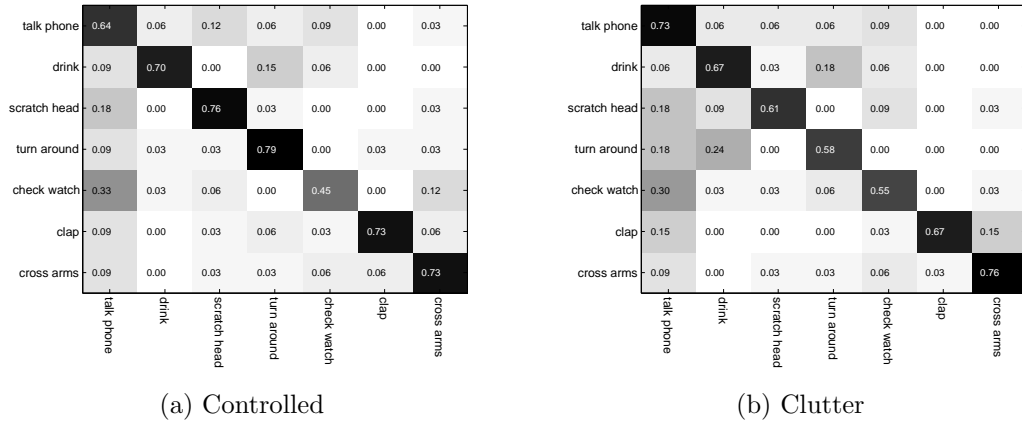 talk phone 0.64 0.06 0.12 0.06 0.09 0.00 0.03
drink 0.09 0.70 0.00 0.15 0.06 0.00 0.00
scratch head 0.18 0.00 0.76 0.03 0.00 0.00 0.03
turn around 0.09 0.03 0.03 0.79 0.00 0.03 0.03
check watch 0.33 0.03 0.06 0.00 0.45 0.00 0.12
clap 0.09 0.00 0.03 0.06 0.03 0.73 0.06
cross arms 0.09 0.00 0.03 0.03 0.06 0.06 0.73
talk phone
drink
scratch head
turn around
check watch
clap
cross arms
(a) Controlled
talk phone 0.73 0.06 0.06 0.06 0.09 0.00 0.00
drink 0.06 0.67 0.03 0.18 0.06 0.00 0.00
scratch head 0.18 0.09 0.61 0.00 0.09 0.00 0.03
turn around 0.18 0.24 0.00 0.58 0.00 0.00 0.00
check watch 0.30 0.03 0.03 0.06 0.55 0.00 0.03
clap 0.15 0.00 0.00 0.00 0.03 0.67 0.15
cross arms 0.09 0.00 0.03 0.03 0.06 0.03 0.76
talk phone
drink
scratch head
turn around
check watch
clap
cross arms
(b) Clutter